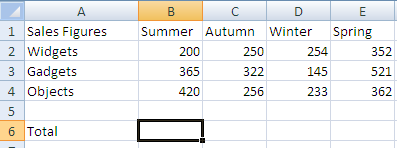 A B C D E
1 Sales Figures Summer Autumn Winter Spring
2 Widgets 200 250 254 352
3 Gadgets 365 322 145 521
4 Objects 420 256 233 362
5
6 Total